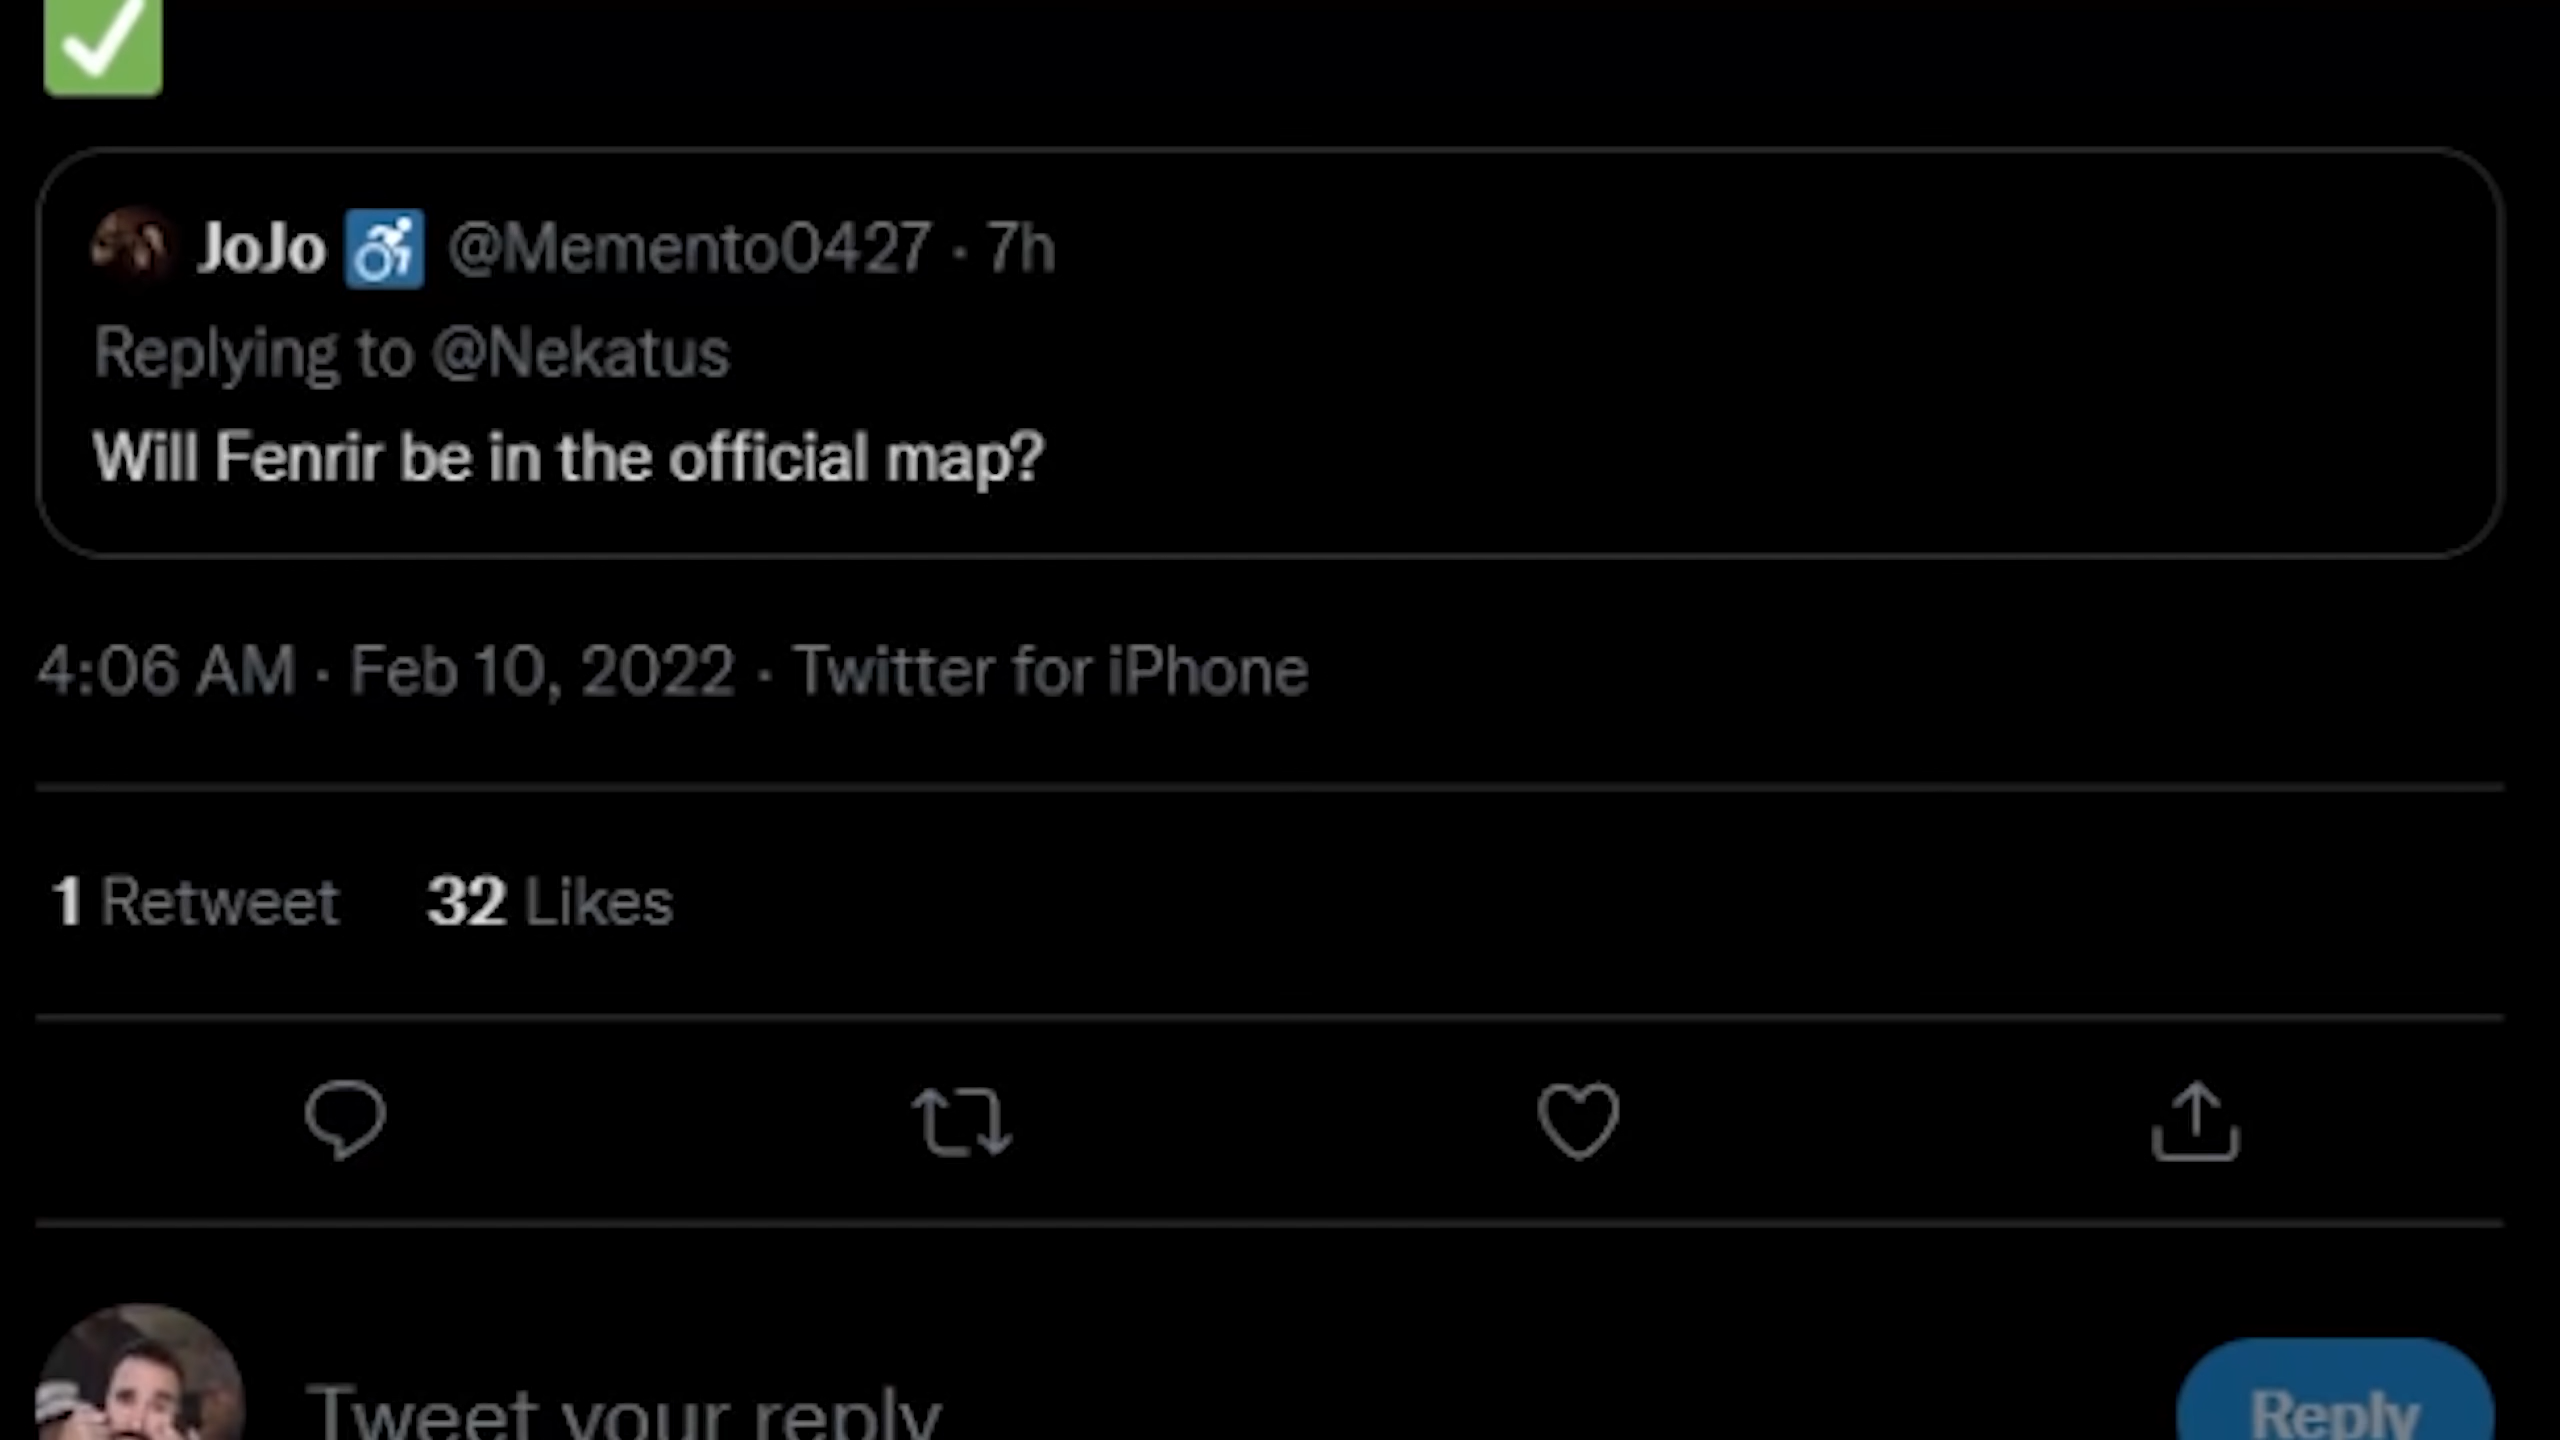 ✅
JoJo ♿ @Memento0427 · 7h
Replying to @Nekatus
Will Fenrir be in the official map?
4:06 AM · Feb 10, 2022 · Twitter for iPhone
1 Retweet 32 Likes
Tweet your reply Reply